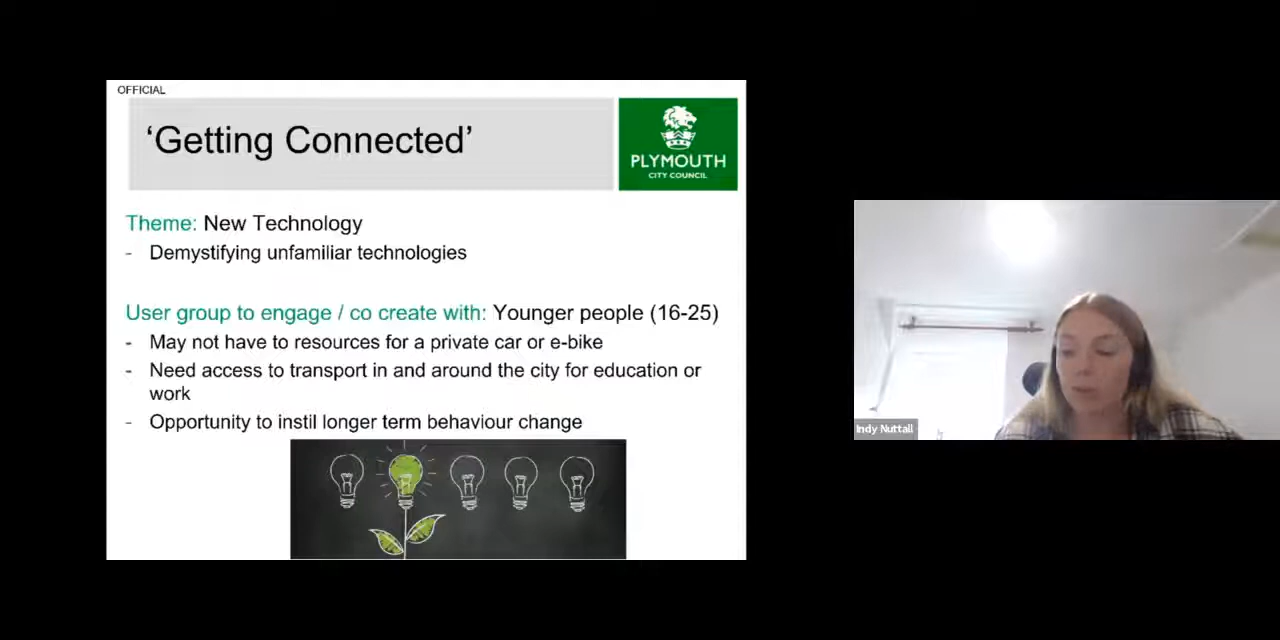 OFFICIAL
‘Getting Connected’
PLYMOUTH
CITY COUNCIL
Theme: New Technology
- Demystifying unfamiliar technologies
User group to engage / co create with: Younger people (16-25)
- May not have to resources for a private car or e-bike
- Need access to transport in and around the city for education or
work
- Opportunity to instil longer term behaviour change
Indy Nuttall